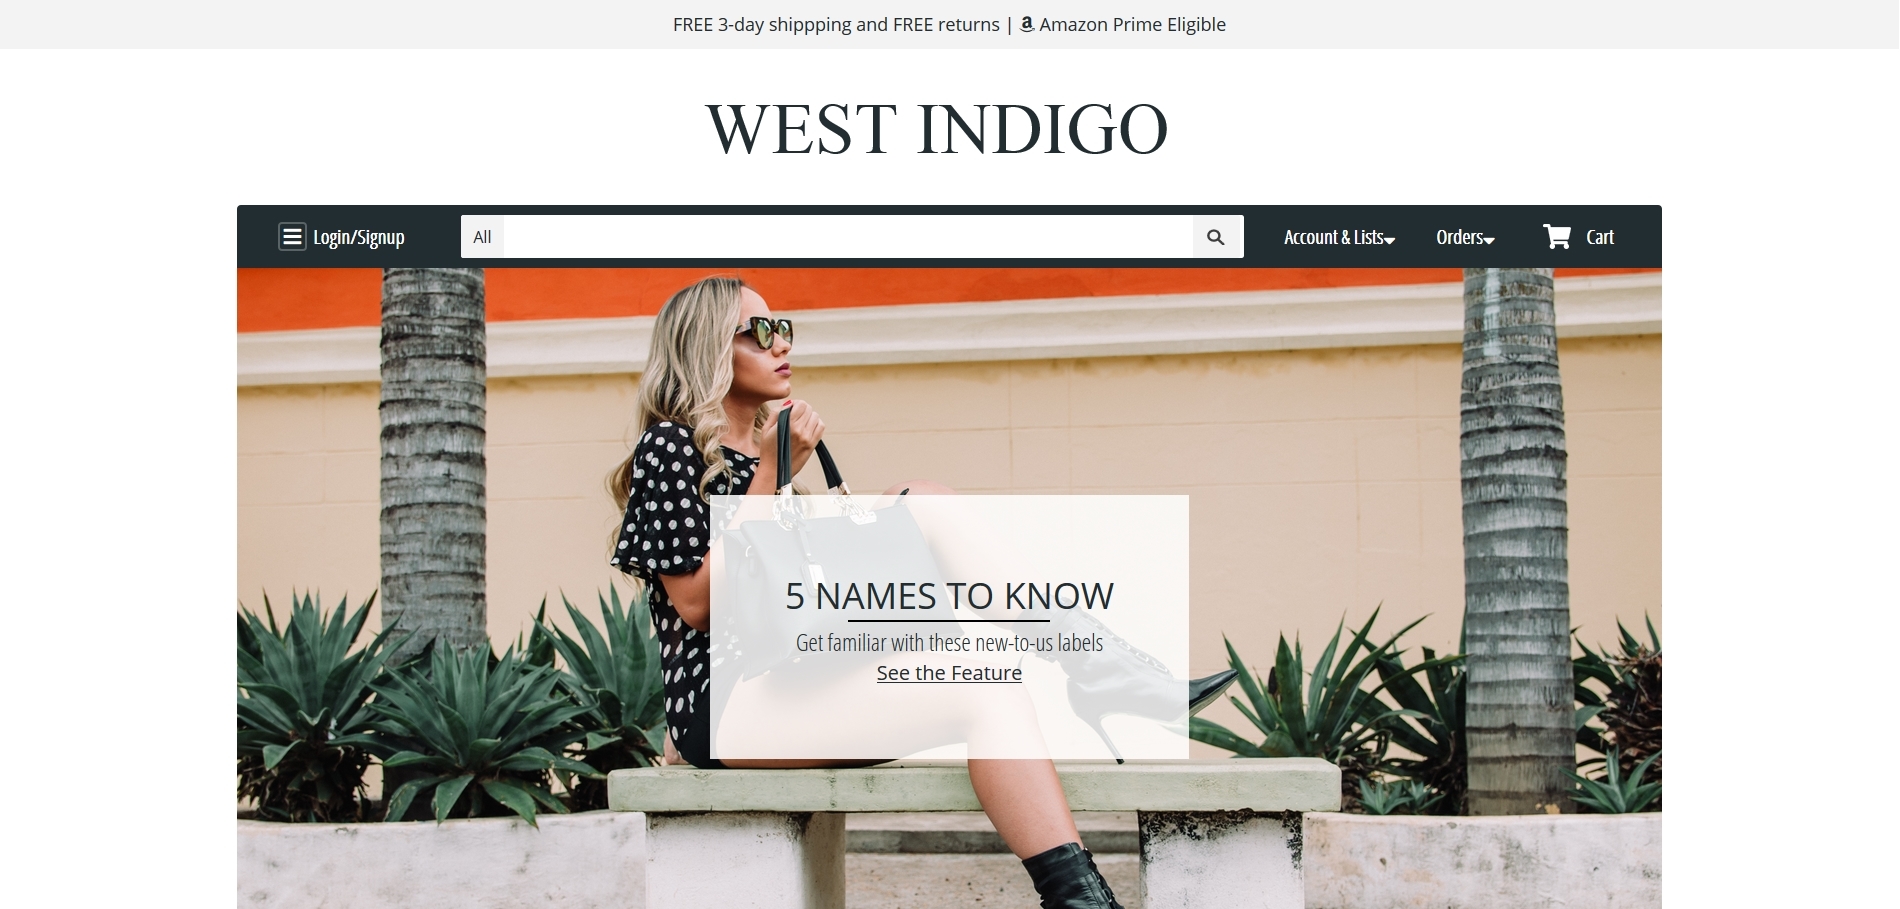 FREE 3-day shippping and FREE returns | Amazon Prime Eligible
WEST INDIGO
Login/Signup All Account & Lists Orders Cart
5 NAMES TO KNOW
Get familiar with these new-to-us labels
See the Feature